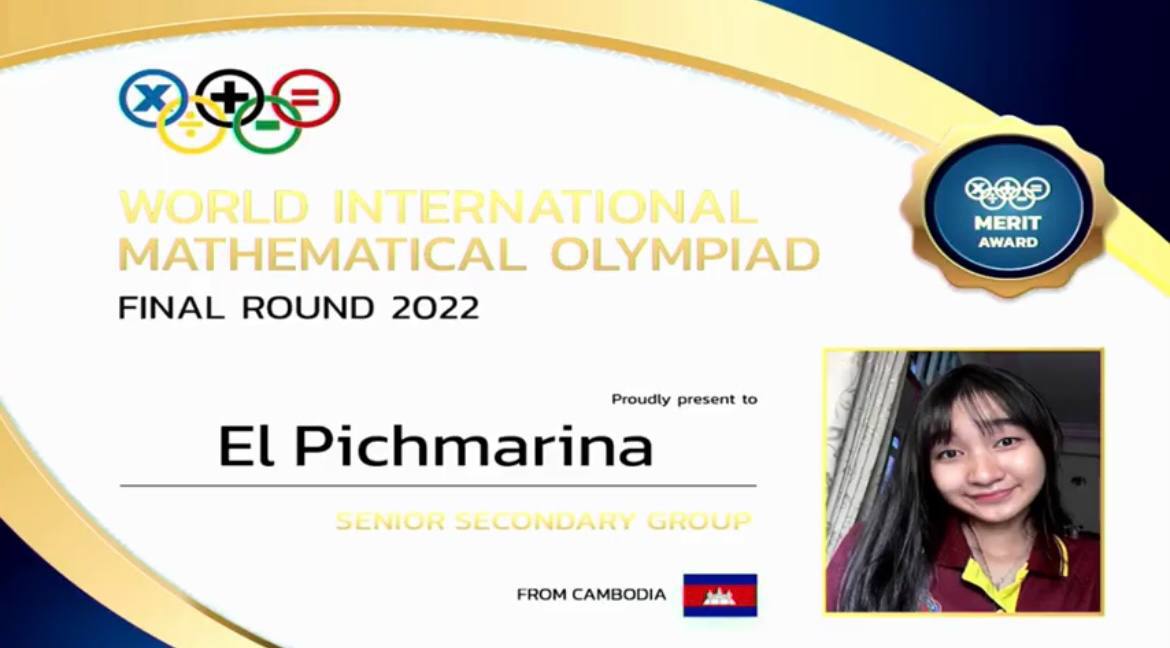 WORLD INTERNATIONAL
MATHEMATICAL OLYMPIAD
FINAL ROUND 2022
MERIT
AWARD
Proudly present to
El Pichmarina
SENIOR SECONDARY GROUP
FROM CAMBODIA